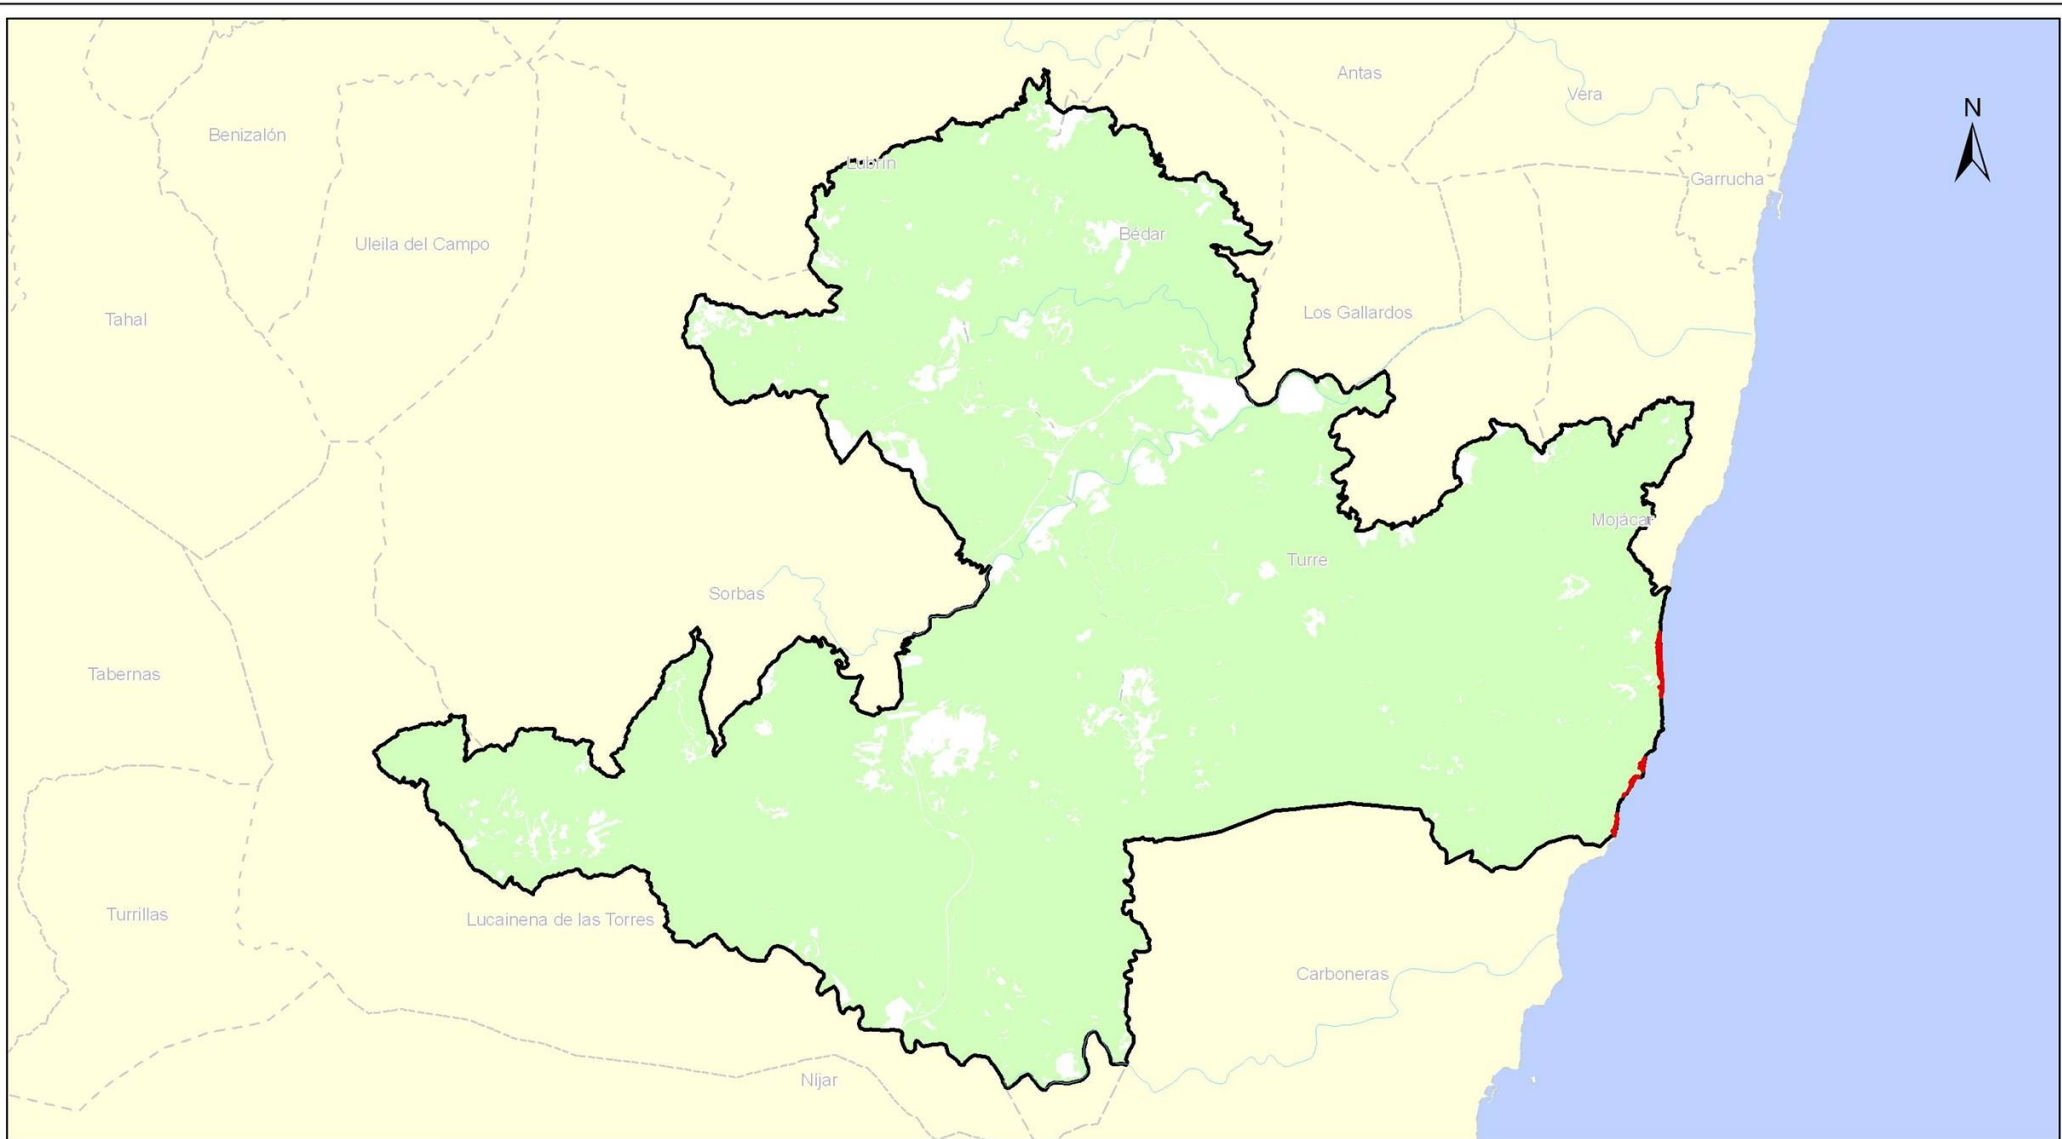 Antas
Vera
N
Benizalón
Lubrín
Garrucha
Bédar
Uleila del Campo
Los Gallardos
Tahal
Mojácar
Turre
Sorbas
Tabernas
Turrillas
Lucainena de las Torres
Carboneras
Níjar